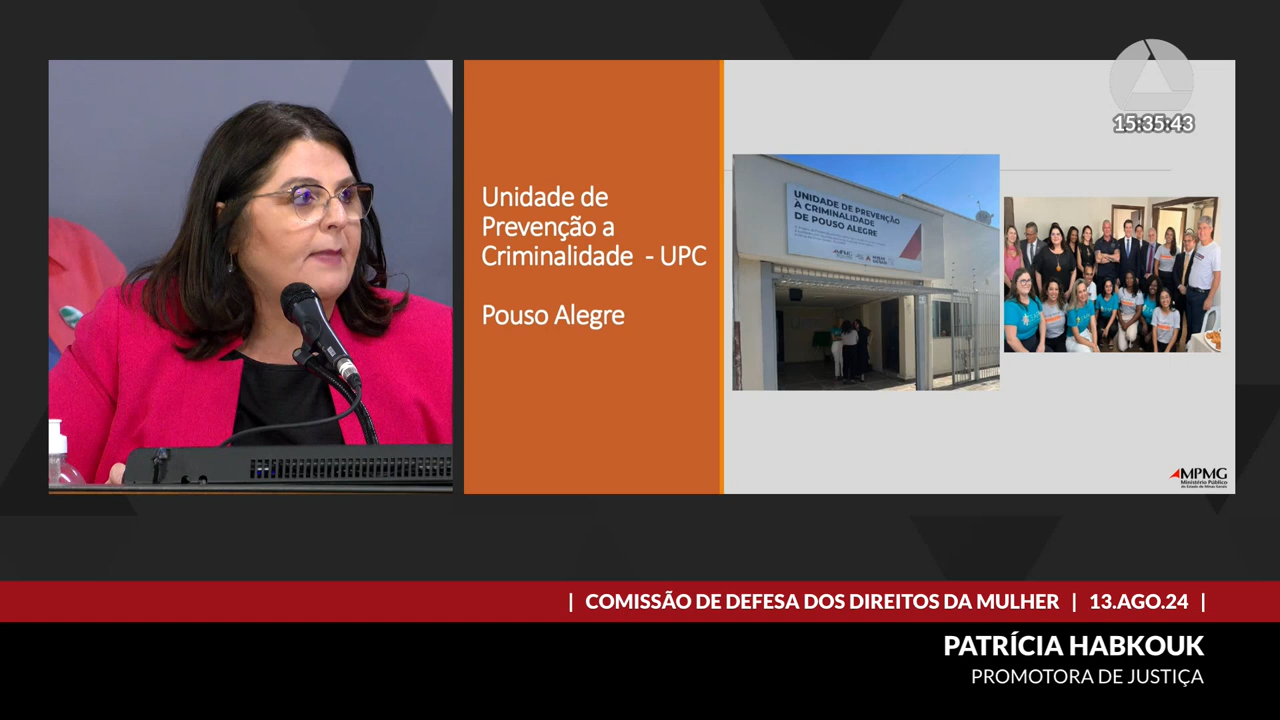 15:35:43
Unidade de
Prevenção a
Criminalidade - UPC
Pouso Alegre
UNIDADE DE PREVENÇÃO
À CRIMINALIDADE
DE POUSO ALEGRE
MPMG
MPMG
Ministério Público
do Estado de Minas Gerais
| COMISSÃO DE DEFESA DOS DIREITOS DA MULHER | 13.AGO.24 |
PATRÍCIA HABKOUK
PROMOTORA DE JUSTIÇA